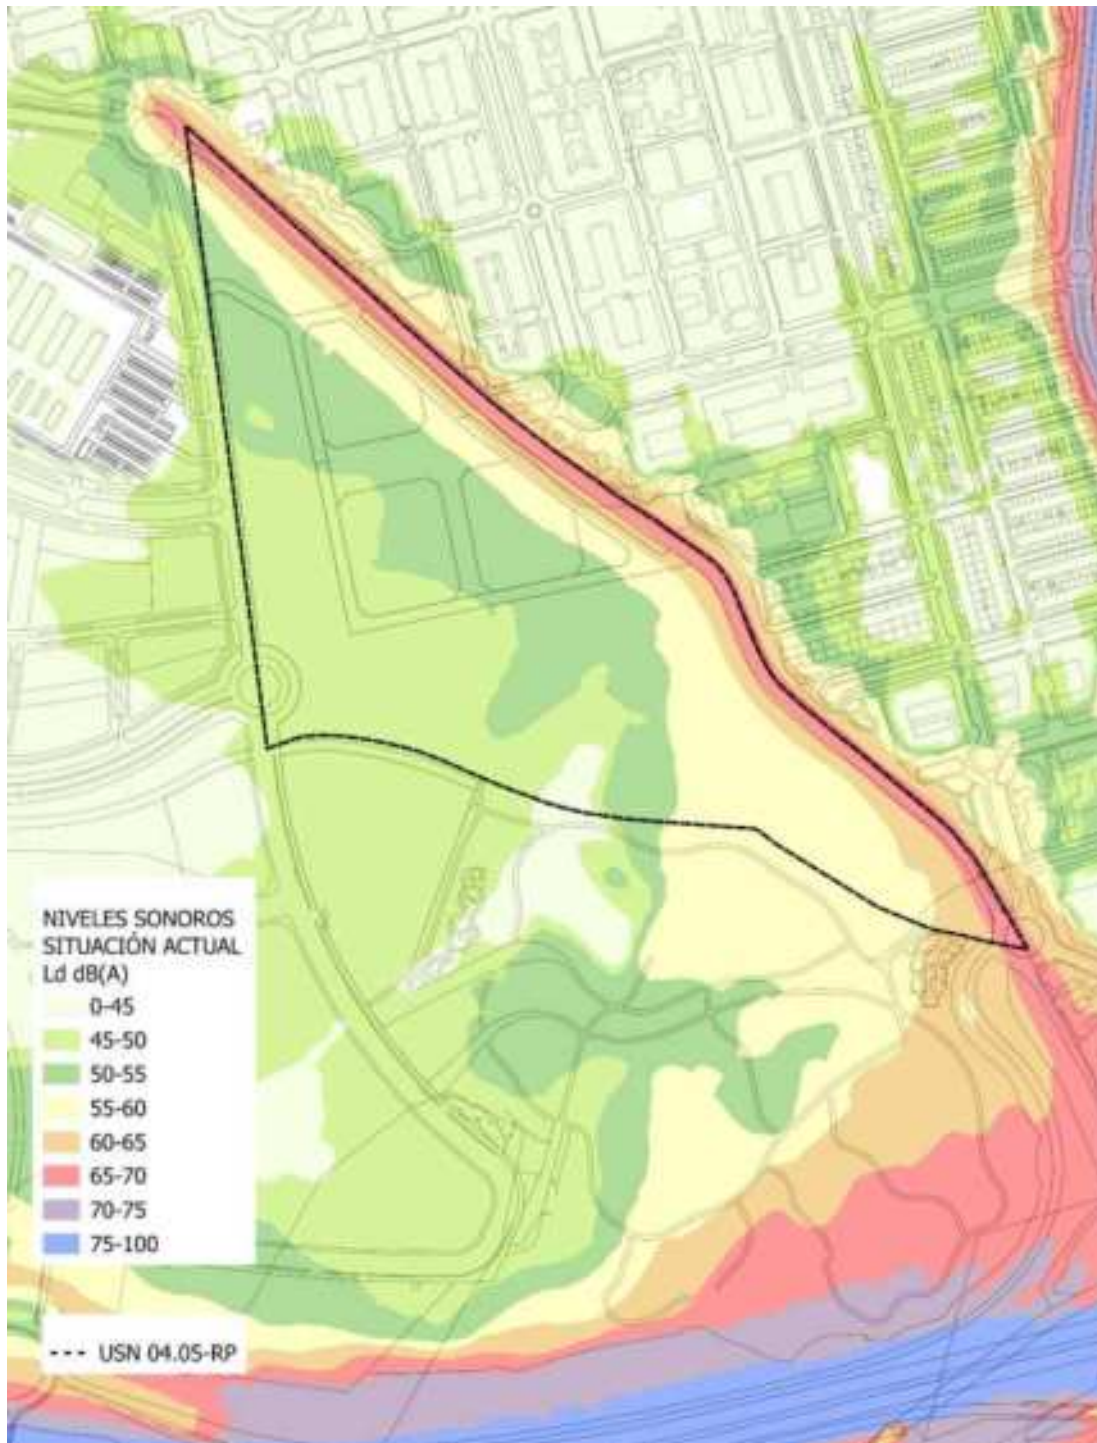 NIVELES SONOROS
SITUACIÓN ACTUAL
Ld dB(A)
0-45
45-50
50-55
55-60
60-65
65-70
70-75
75-100
USN 04.05-RP